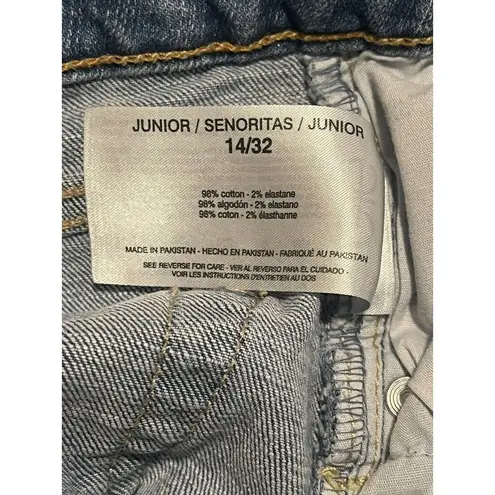 JUNIOR / SENORITAS / JUNIOR
14/32
98% cotton - 2% elastane
98% algodón - 2% elastano
98% coton - 2% élasthanne
MADE IN PAKISTAN - HECHO EN PAKISTAN - FABRIQUÉ AU PAKISTAN
SEE REVERSE FOR CARE - VER AL REVERSO PARA EL CUIDADO -
VOIR LES INSTRUCTIONS D'ENTRETIEN AU DOS